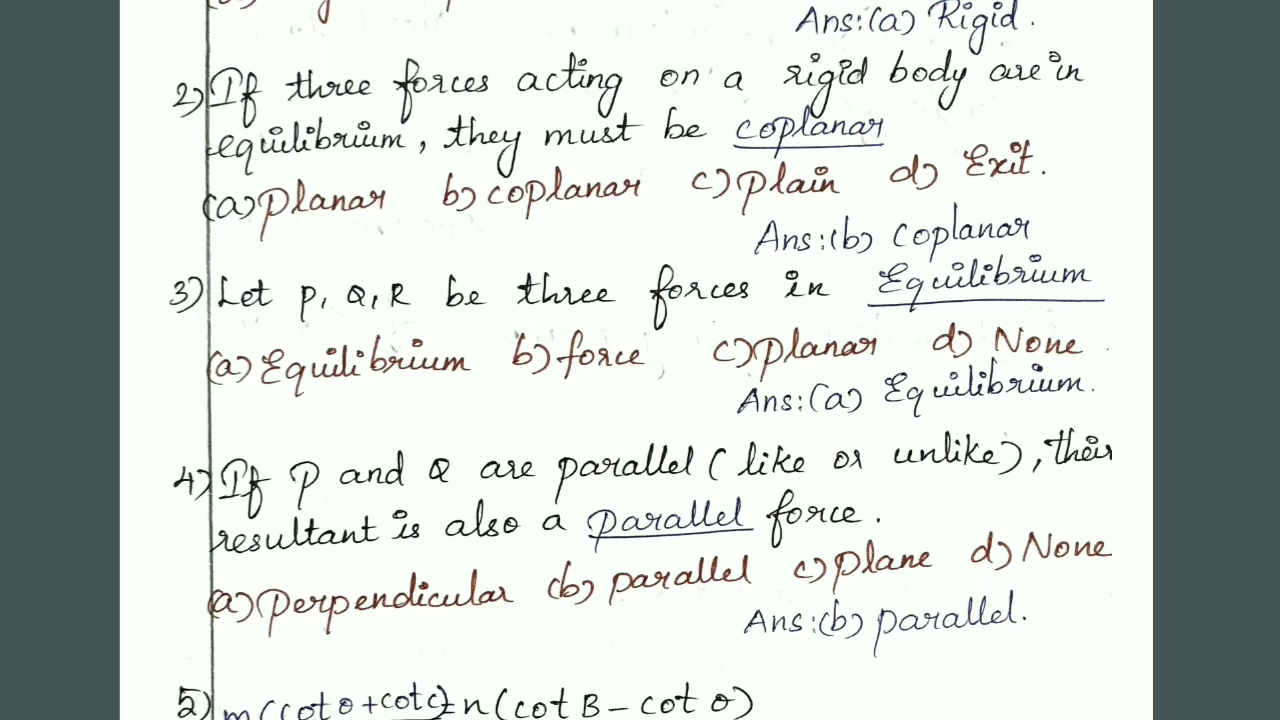 Ans:(a) Rigid.
2) If three forces acting on a rigid body are in
equilibrium, they must be coplanar
(a) planar b) coplanar c) plain d) Exit.
Ans:(b) coplanar
3) Let P, Q, R be three forces in Equilibrium
(a) Equilibrium b) force c) planar d) None
Ans:(a) Equilibrium.
4) If P and Q are parallel (like or unlike), their
resultant is also a parallel force.
(a) perpendicular (b) parallel c) plane d) None
Ans:(b) parallel.
5) m(cot θ + cot C) = n(cot B - cot θ)